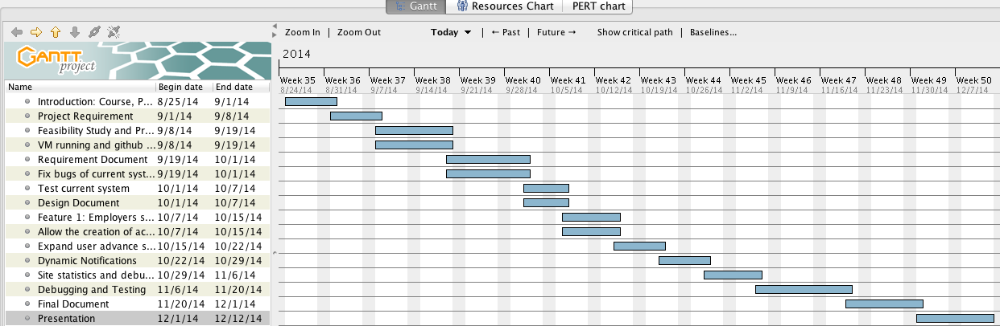 Gantt Resources Chart PERT chart
Zoom In | Zoom Out Today ▼ | ← Past | Future → Show critical path | Baselines...
GANTT
project
2014
Name Begin date End date
Week 35 Week 36 Week 37 Week 38 Week 39 Week 40 Week 41 Week 42 Week 43 Week 44 Week 45 Week 46 Week 47 Week 48 Week 49 Week 50
8/24/14 8/31/14 9/7/14 9/14/14 9/21/14 9/28/14 10/5/14 10/12/14 10/19/14 10/26/14 11/2/14 11/9/14 11/16/14 11/23/14 11/30/14 12/7/14
Introduction: Course, P... 8/25/14 9/1/14
Project Requirement 9/1/14 9/8/14
Feasibility Study and Pr... 9/8/14 9/19/14
VM running and github ... 9/8/14 9/19/14
Requirement Document 9/19/14 10/1/14
Fix bugs of current syst... 9/19/14 10/1/14
Test current system 10/1/14 10/7/14
Design Document 10/1/14 10/7/14
Feature 1: Employers s... 10/7/14 10/15/14
Allow the creation of ac... 10/7/14 10/15/14
Expand user advance s... 10/15/14 10/22/14
Dynamic Notifications 10/22/14 10/29/14
Site statistics and debu... 10/29/14 11/6/14
Debugging and Testing 11/6/14 11/20/14
Final Document 11/20/14 12/1/14
Presentation 12/1/14 12/12/14